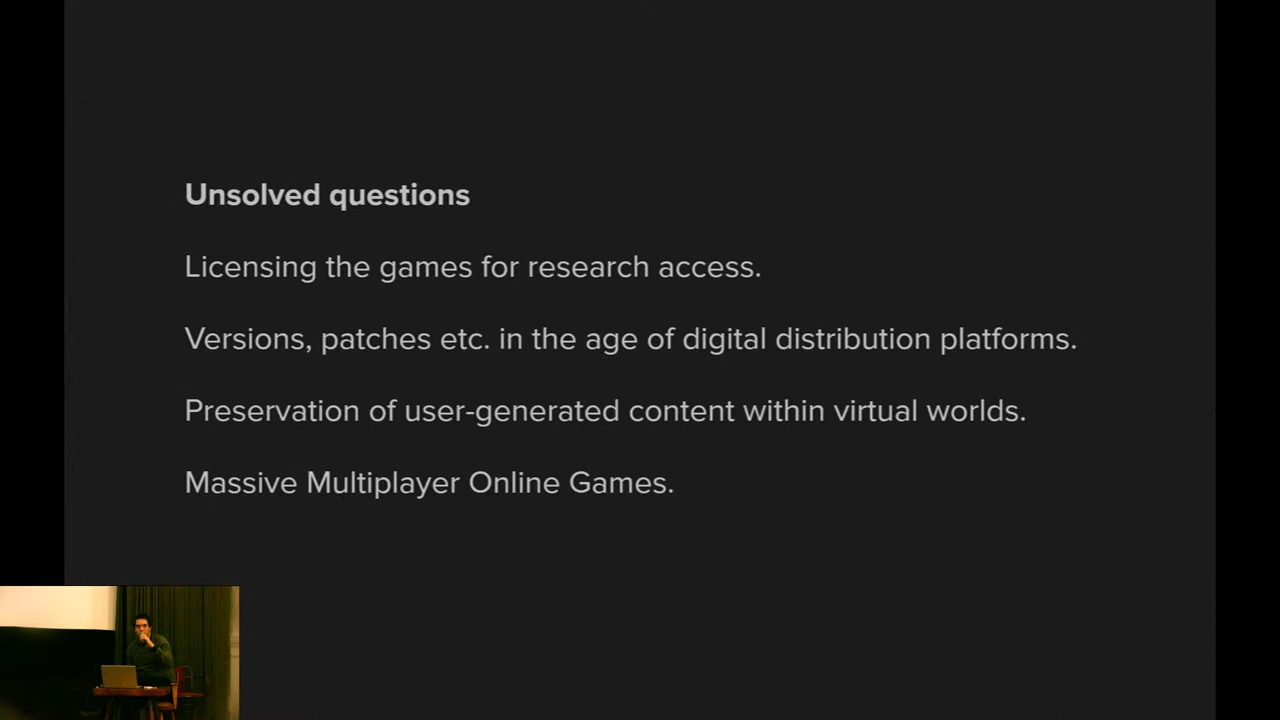 Unsolved questions
Licensing the games for research access.
Versions, patches etc. in the age of digital distribution platforms.
Preservation of user-generated content within virtual worlds.
Massive Multiplayer Online Games.